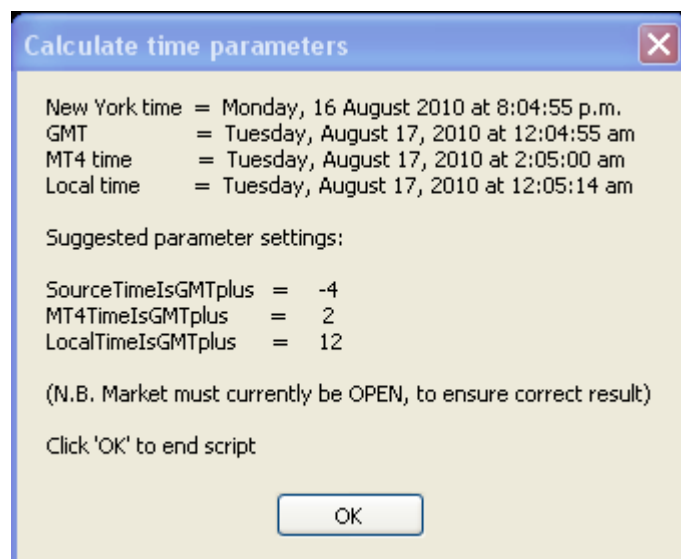 Calculate time parameters
New York time = Monday, 16 August 2010 at 8:04:55 p.m.
GMT = Tuesday, August 17, 2010 at 12:04:55 am
MT4 time = Tuesday, August 17, 2010 at 2:05:00 am
Local time = Tuesday, August 17, 2010 at 12:05:14 am
Suggested parameter settings:
SourceTimeIsGMTplus = -4
MT4TimeIsGMTplus = 2
LocalTimeIsGMTplus = 12
(N.B. Market must currently be OPEN, to ensure correct result)
Click 'OK' to end script
OK